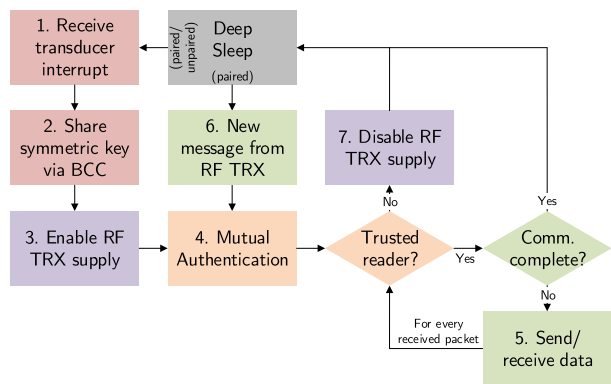 1. Receive
transducer
interrupt
(paired/
unpaired)
Deep
Sleep
(paired)
2. Share
symmetric key
via BCC
6. New
message from
RF TRX
7. Disable RF
TRX supply
3. Enable RF
TRX supply
4. Mutual
Authentication
No
Trusted
reader?
Yes
Yes
Comm.
complete?
No
For every
received packet
5. Send/
receive data